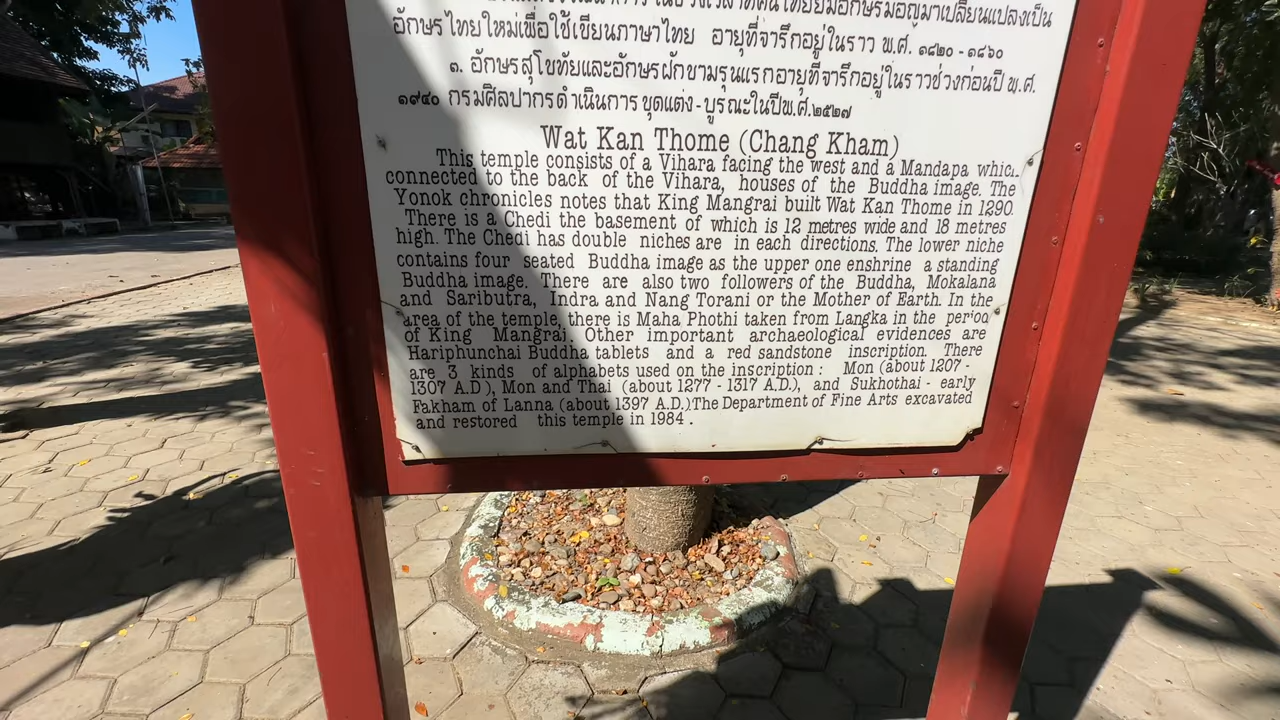 อักษรไทยใหม่เพื่อใช้เขียนภาษาไทย อายุที่จารึกอยู่ในราว พ.ศ. ๑๘๒๐ - ๑๘๖๐
๓. อักษรสุโขทัยและอักษรฝักขามรุนแรกอายุที่จารึกอยู่ในราวช่วงก่อนปี พ.ศ.
๑๙๔๐ กรมศิลปากรดำเนินการขุดแต่ง - บูรณะในปีพ.ศ.๒๕๒๗
Wat Kan Thome (Chang Kham)
This temple consists of a Vihara facing the west and a Mandapa which
connected to the back of the Vihara, houses of the Buddha image. The
Yonok chronicles notes that King Mangrai built Wat Kan Thome in 1290.
There is a Chedi the basement of which is 12 metres wide and 18 metres
high. The Chedi has double niches are in each directions. The lower niche
contains four seated Buddha image as the upper one enshrine a standing
Buddha image. There are also two followers of the Buddha, Mokalana
and Saributra, Indra and Nang Torani or the Mother of Earth. In the
area of the temple, there is Maha Phothi taken from Langka in the period
of King Mangrai. Other important archaeological evidences are
Hariphunchai Buddha tablets and a red sandstone inscription. There
are 3 kinds of alphabets used on the inscription : Mon (about 1207 -
1307 A.D), Mon and Thai (about 1277 - 1317 A.D.), and Sukhothai - early
Fakham of Lanna (about 1397 A.D.).The Department of Fine Arts excavated
and restored this temple in 1984 .